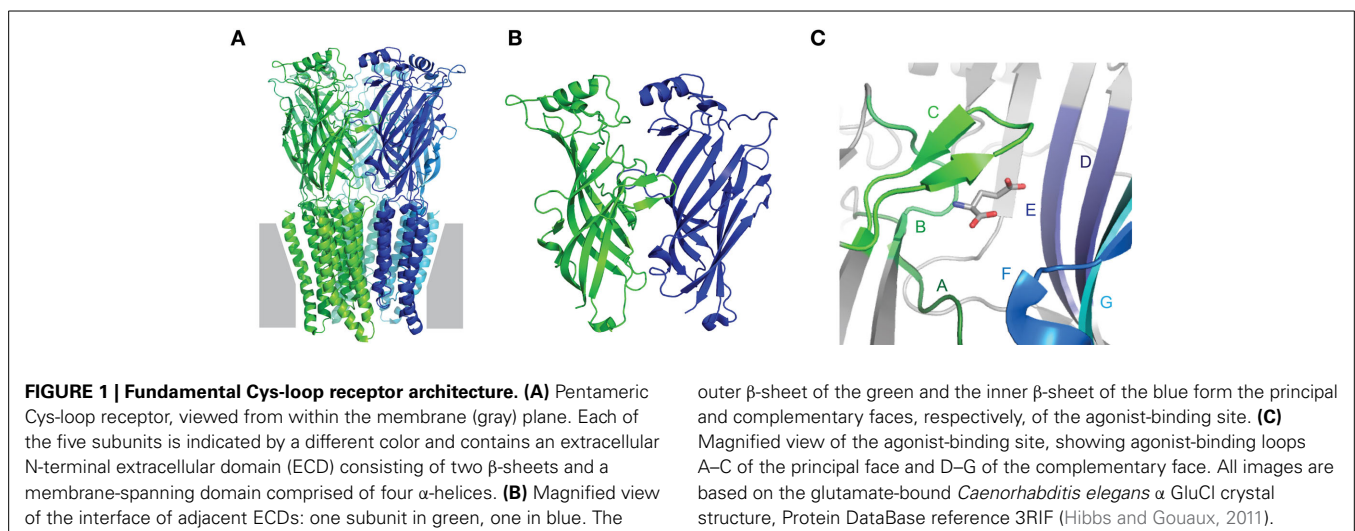 A
B
C
C
D
E
B
F
A
G
FIGURE 1 | Fundamental Cys-loop receptor architecture. (A) Pentameric
Cys-loop receptor, viewed from within the membrane (gray) plane. Each of
the five subunits is indicated by a different color and contains an extracellular
N-terminal extracellular domain (ECD) consisting of two β-sheets and a
membrane-spanning domain comprised of four α-helices. (B) Magnified view
of the interface of adjacent ECDs: one subunit in green, one in blue. The
outer β-sheet of the green and the inner β-sheet of the blue form the principal
and complementary faces, respectively, of the agonist-binding site. (C)
Magnified view of the agonist-binding site, showing agonist-binding loops
A–C of the principal face and D–G of the complementary face. All images are
based on the glutamate-bound Caenorhabditis elegans α GluCl crystal
structure, Protein DataBase reference 3RIF (Hibbs and Gouaux, 2011).